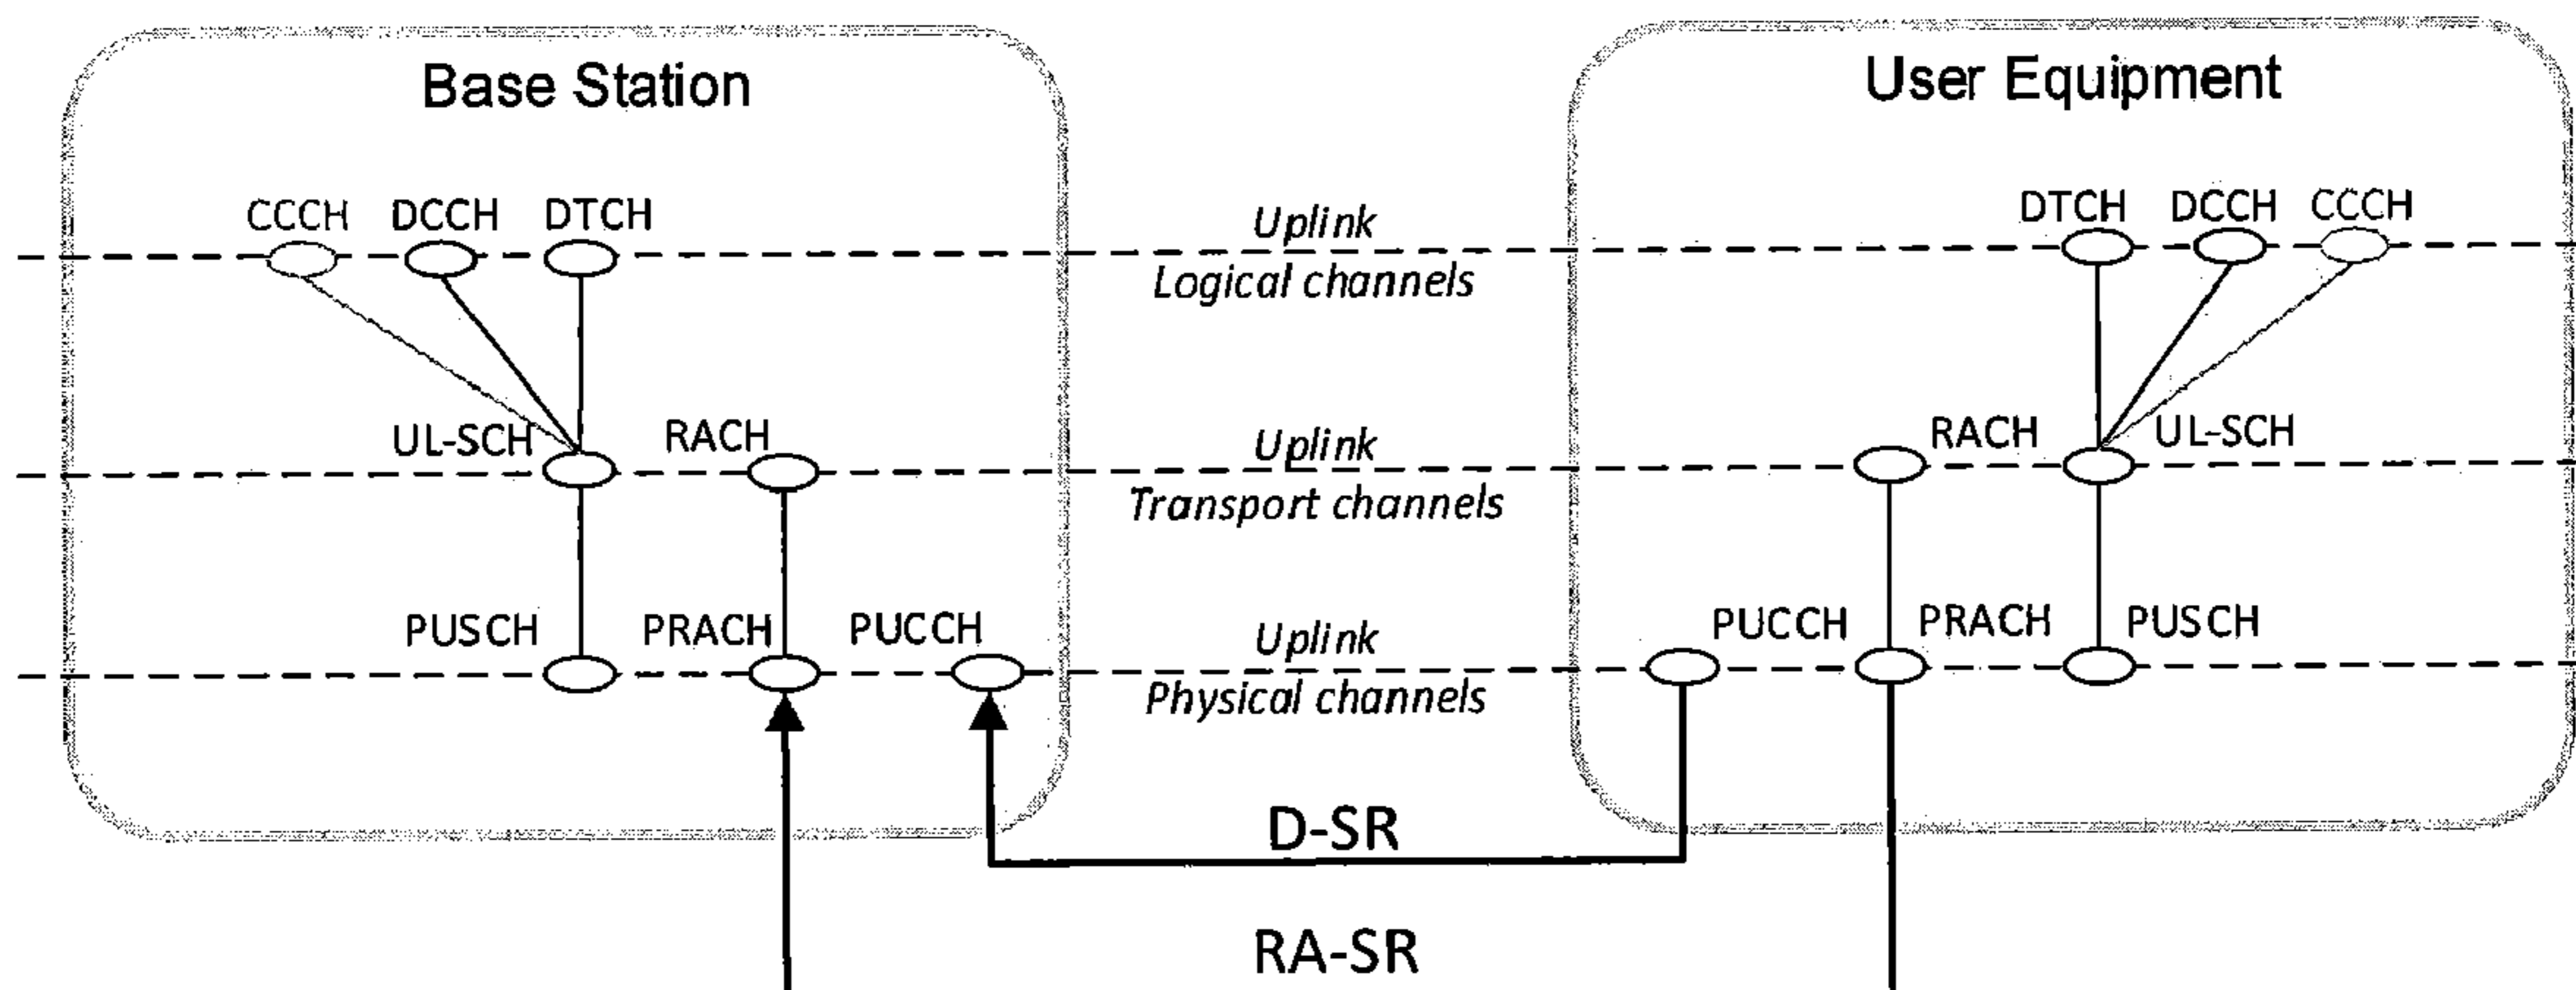 Base Station
User Equipment
CCCH DCCH DTCH
Uplink
Logical channels
DTCH DCCH CCCH
UL-SCH RACH
Uplink
Transport channels
RACH UL-SCH
PUSCH PRACH PUCCH
Uplink
Physical channels
PUCCH PRACH PUSCH
D-SR
RA-SR